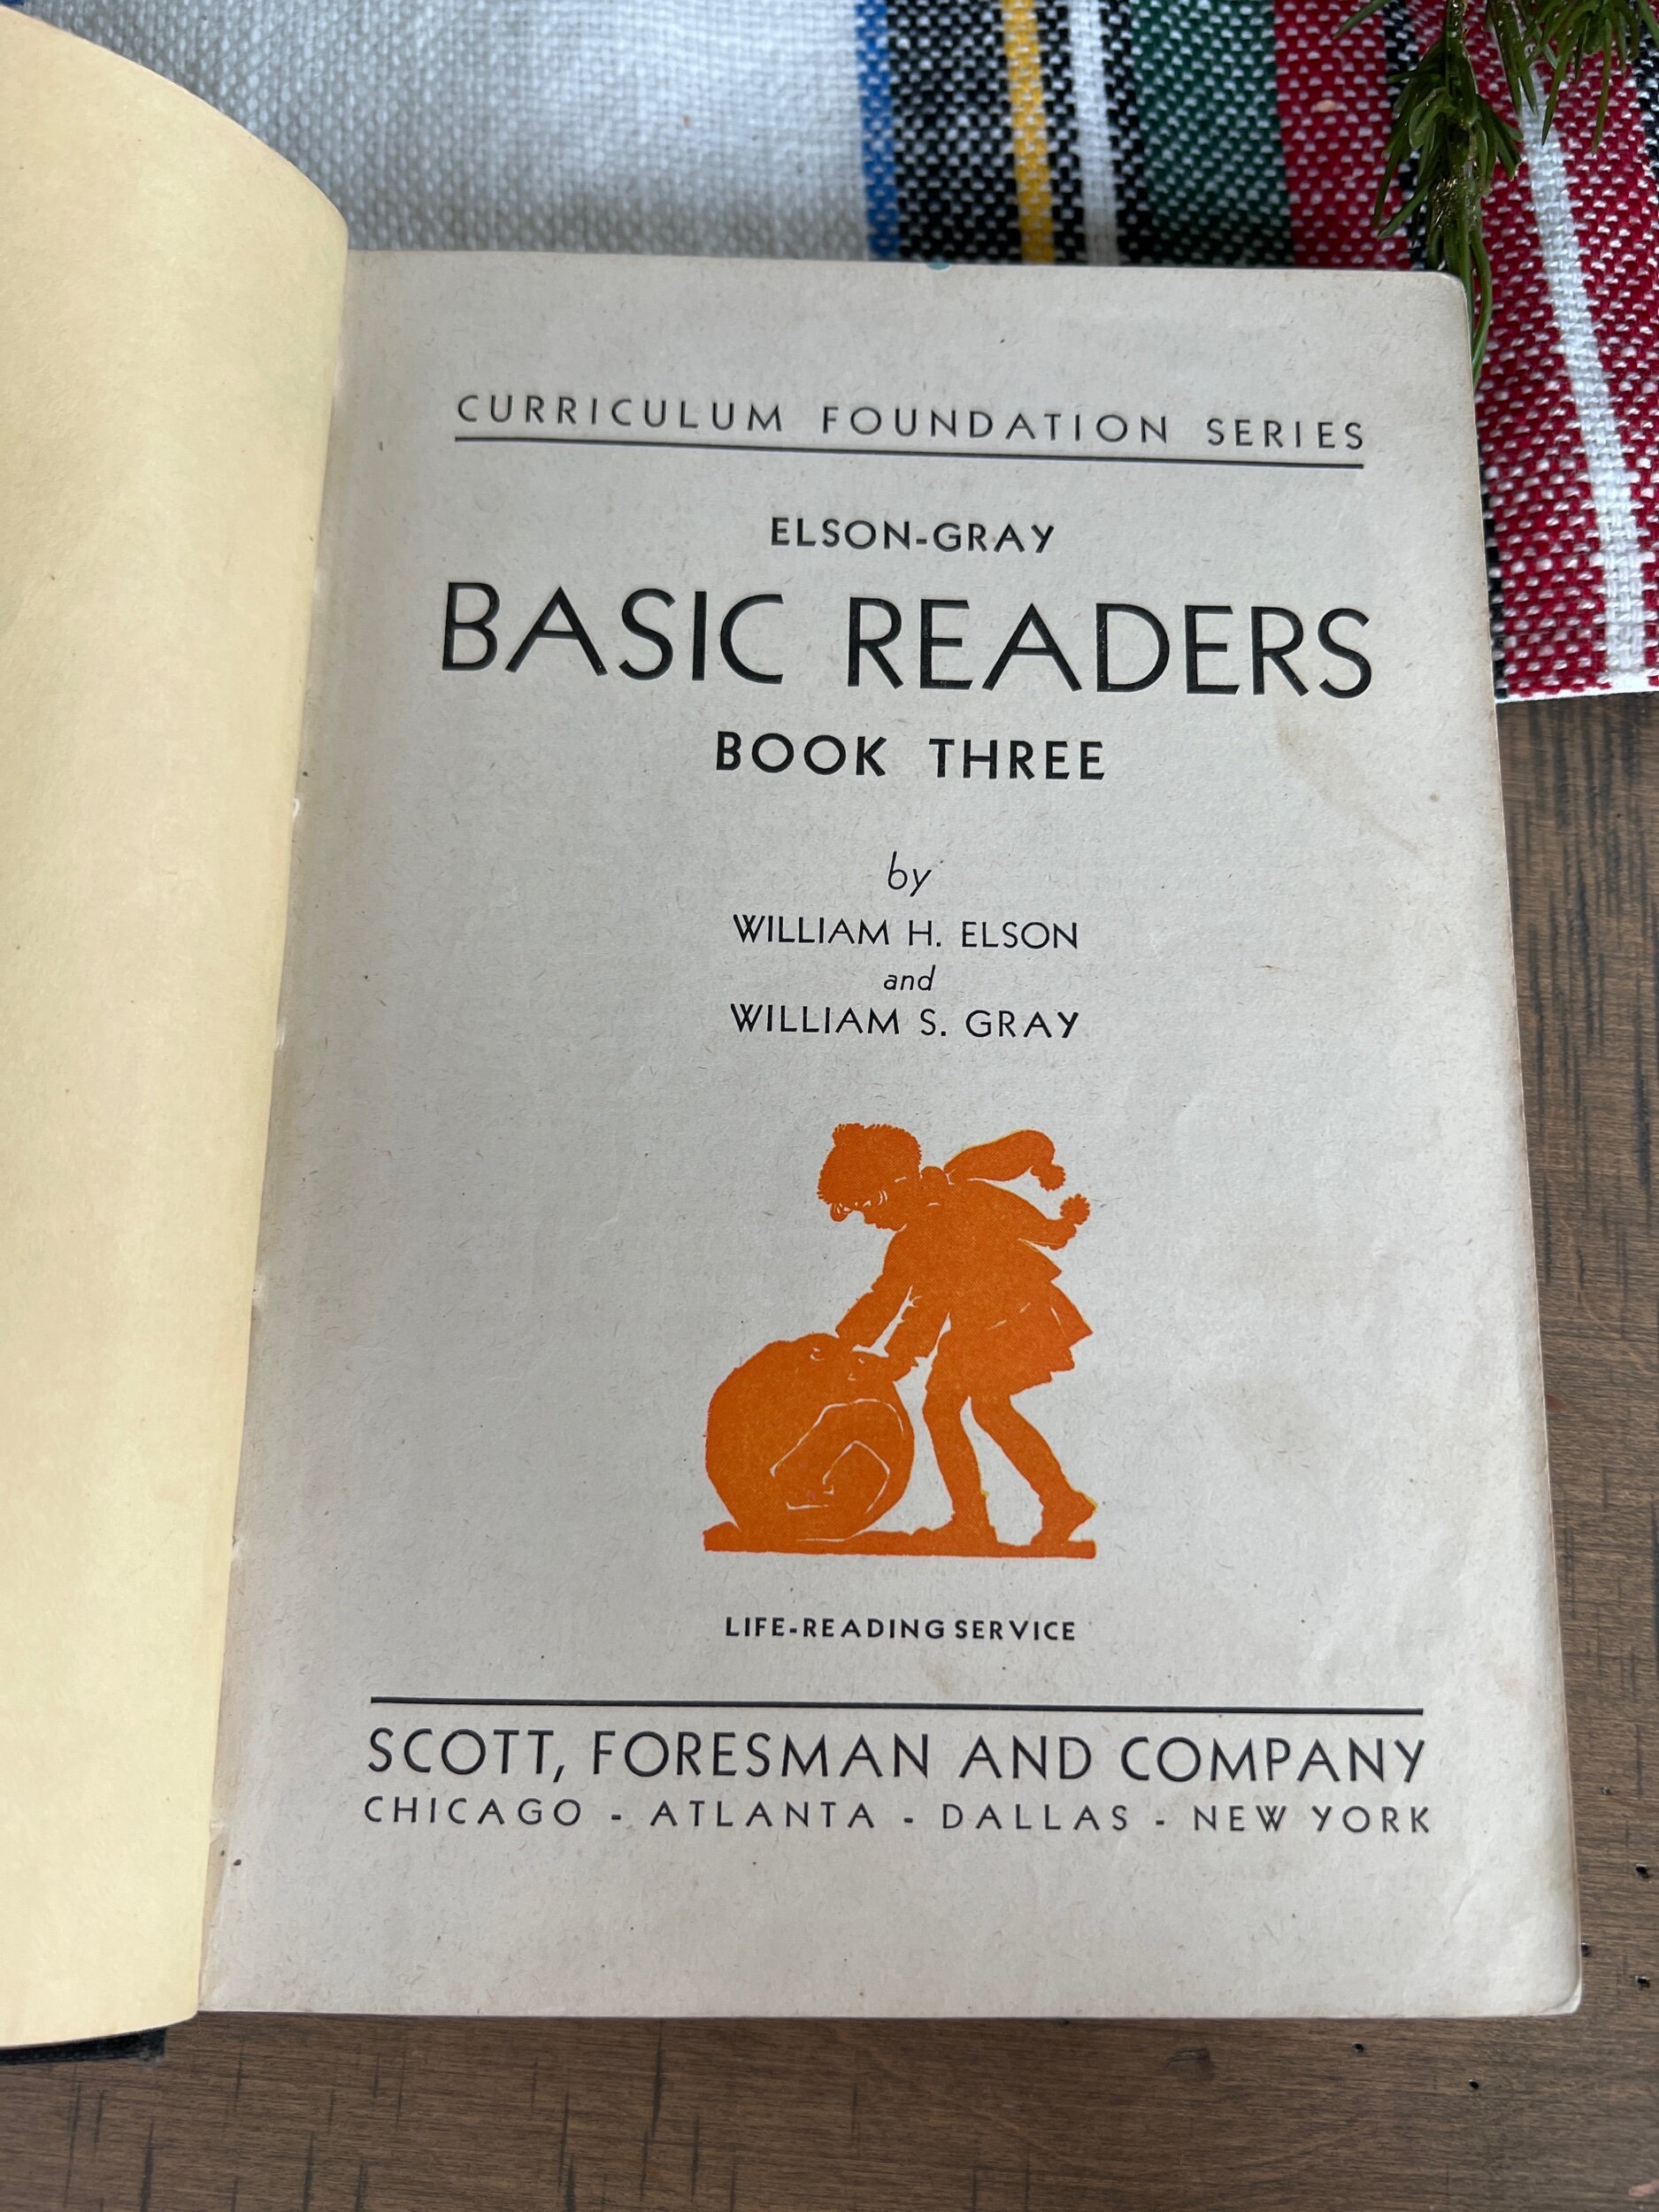 CURRICULUM FOUNDATION SERIES
ELSON-GRAY
BASIC READERS
BOOK THREE
by
WILLIAM H. ELSON
and
WILLIAM S. GRAY
LIFE-READING SERVICE
SCOTT, FORESMAN AND COMPANY
CHICAGO - ATLANTA - DALLAS - NEW YORK